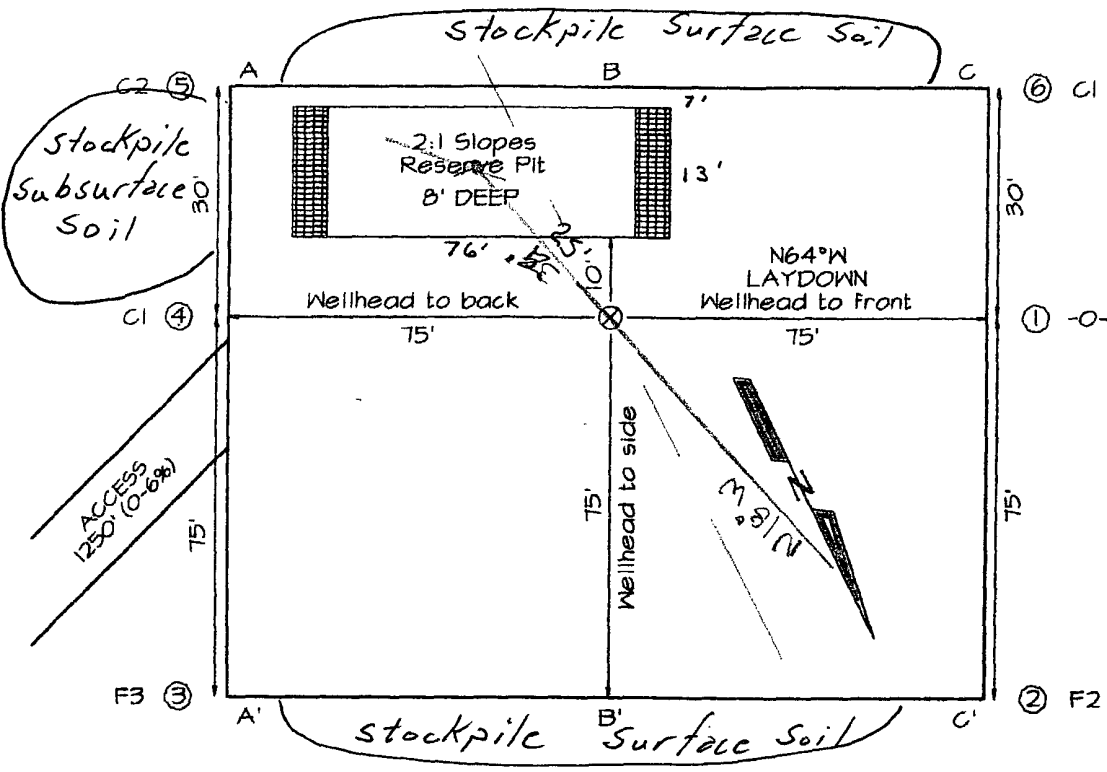 stockpile Surface Soil
A B C
C2 ⑤
⑥ C1
7'
2:1 Slopes
Reserve Pit
8' DEEP
13'
stockpile
subsurface
Soil
30'
30'
76'
25'
10'
N64°W
LAYDOWN
Wellhead to back
Wellhead to front
C1 ④
75'
75'
① -0-
ACCESS
1250' (0-6%)
75'
75'
Wellhead to side
N18°W
N
75'
F3 ③
② F2
A' B' C'
stockpile Surface Soil